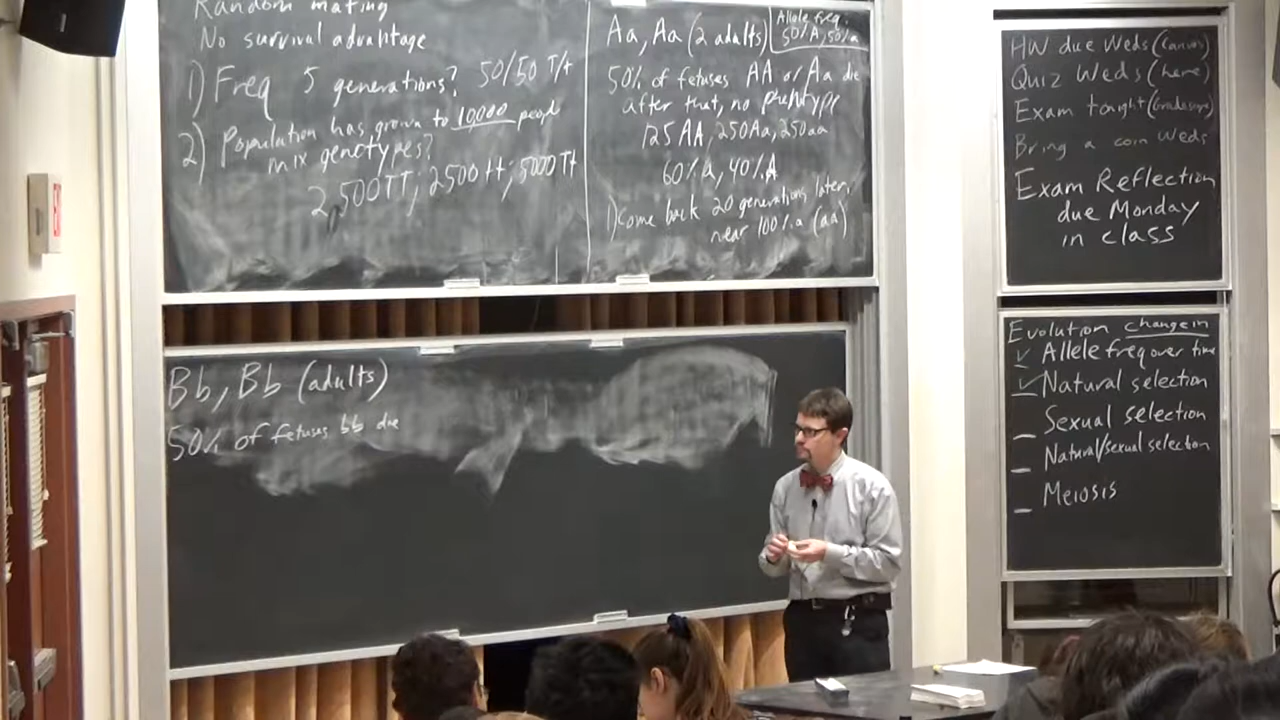 Random mating
No survival advantage
1) Freq 5 generations? 50/50 T/t
2) Population has grown to 10000 people
mix genotypes?
2,500TT; 2500 tt; 5000 Tt
Aa, Aa (2 adults)
Allele freq.
50%A, 50%a
50% of fetuses AA or Aa die
after that, no phenotype
125 AA, 250Aa, 250aa
60%a, 40%A
1) Come back 20 generations later,
near 100%a (aa)
Bb, Bb (adults)
50% of fetuses bb die
HW due Weds (Canvas)
Quiz Weds (here)
Exam tonight (Gradescope)
Bring a coin Weds
Exam Reflection
due Monday
in class
Evolution change in
✓ Allele freq over time
✓ Natural selection
_ Sexual selection
_ Natural/sexual selection
_ Meiosis